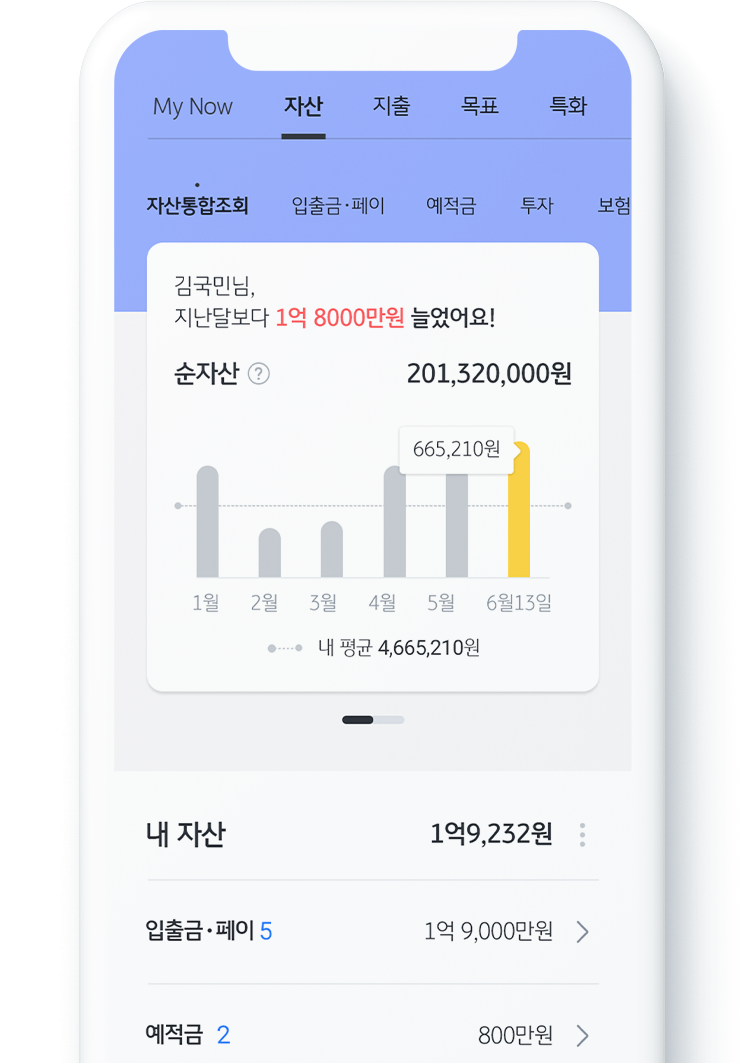 My Now 자산 지출 목표 특화
자산통합조회 입출금·페이 예적금 투자 보험
김국민님,
지난달보다 1억 8000만원 늘었어요!
순자산 ? 201,320,000원
665,210원
1월 2월 3월 4월 5월 6월13일
내 평균 4,665,210원
내 자산 1억9,232원
입출금·페이 5 1억 9,000만원
예적금 2 800만원